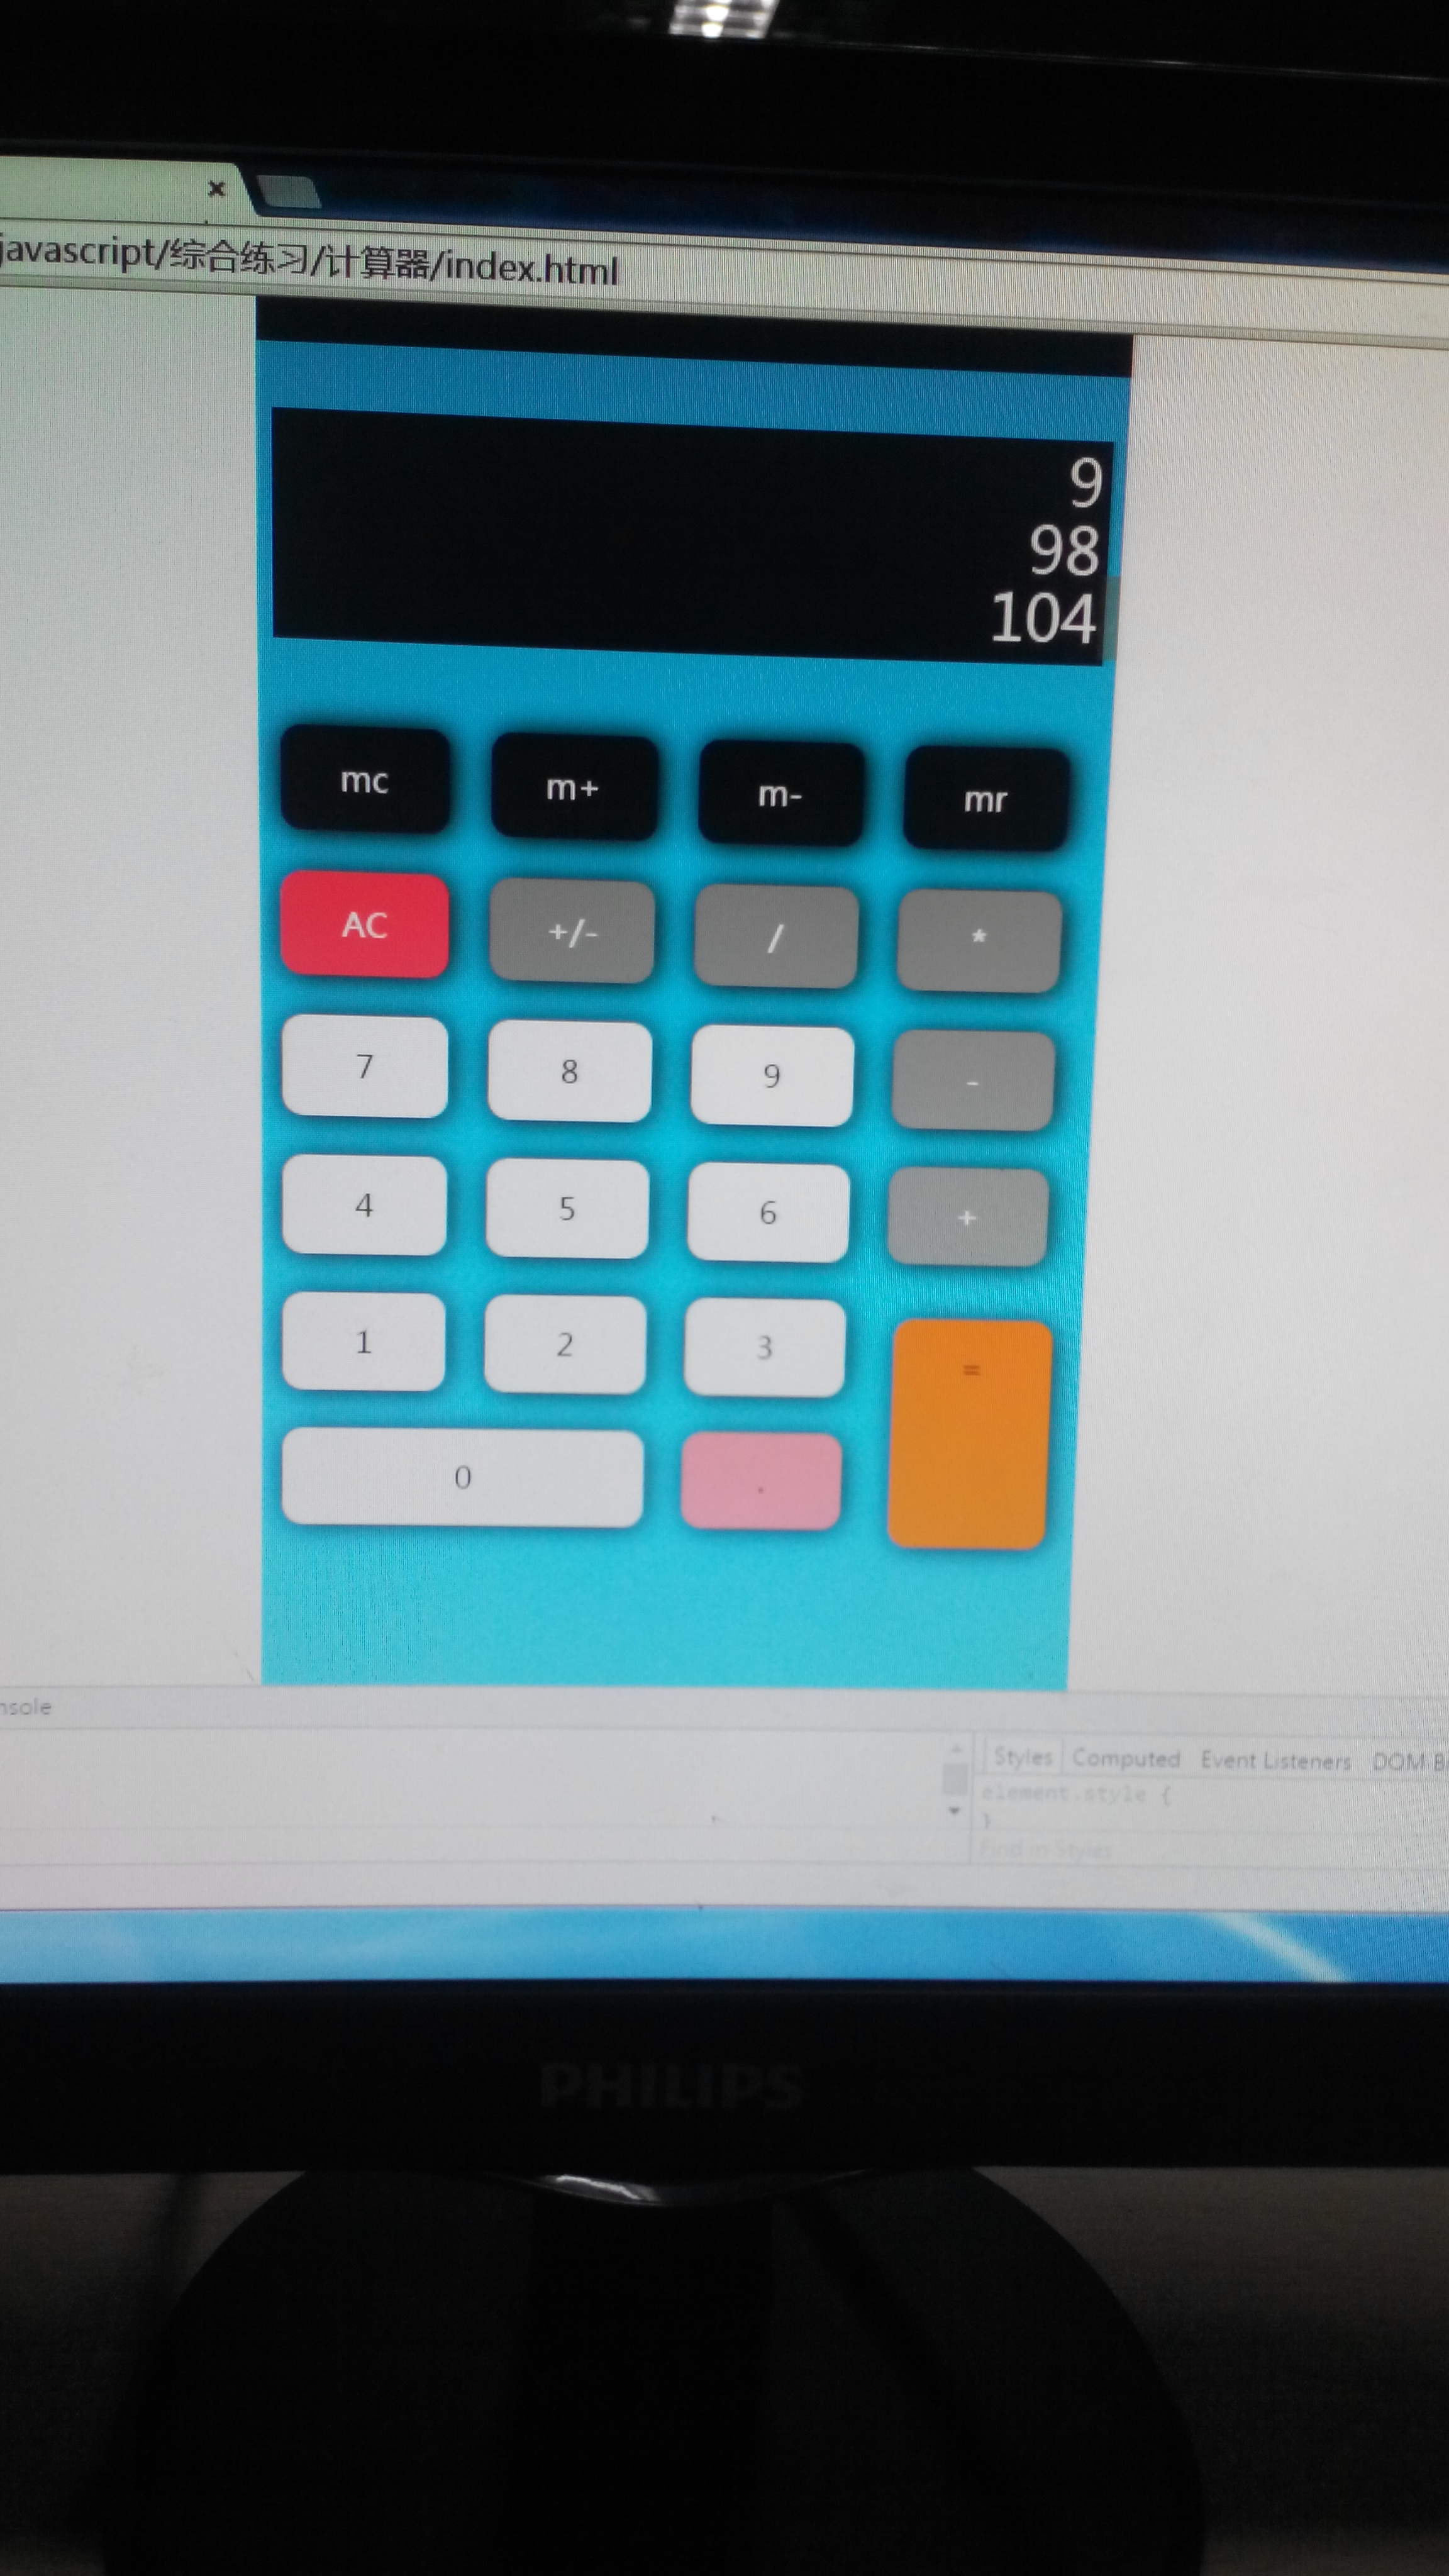 ×
javascript/综合练习/计算器/index.html
9
98
104
mc m+ m- mr
AC +/- / *
7 8 9 -
4 5 6 +
1 2 3 =
0 .
nsole
Styles Computed Event Listeners DOM B
element.style {
}
Find in Styles
PHILIPS